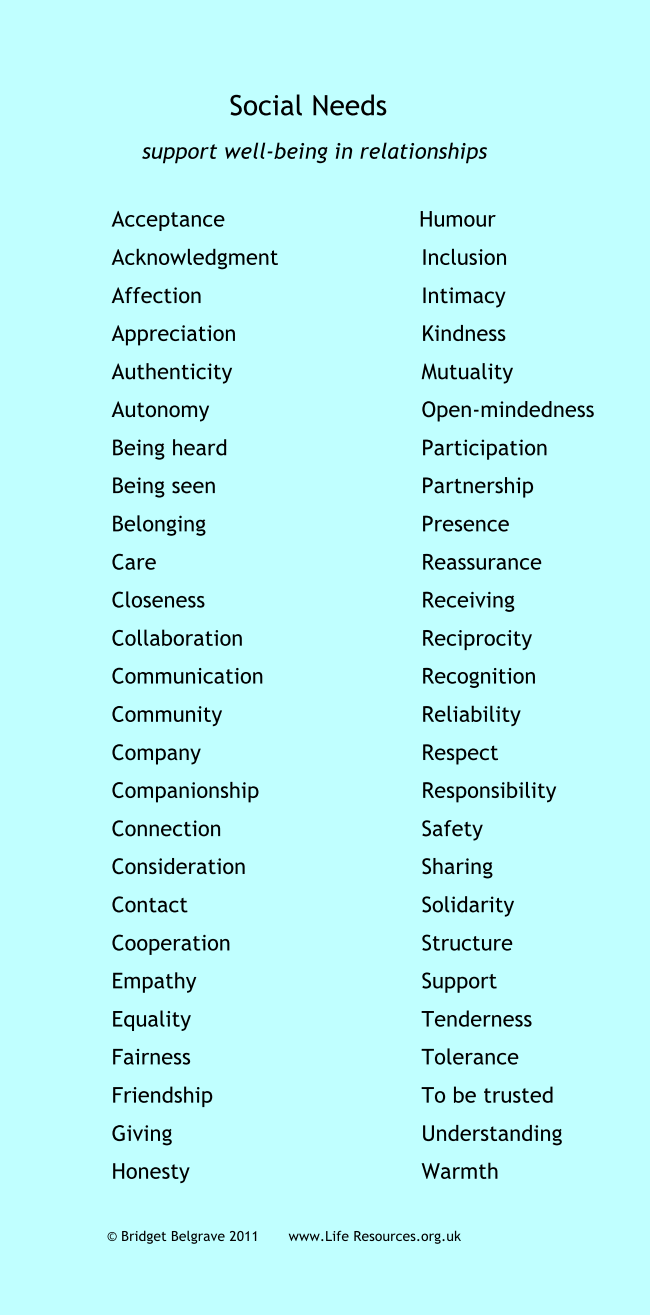 Social Needs
support well-being in relationships
Acceptance
Acknowledgment
Affection
Appreciation
Authenticity
Autonomy
Being heard
Being seen
Belonging
Care
Closeness
Collaboration
Communication
Community
Company
Companionship
Connection
Consideration
Contact
Cooperation
Empathy
Equality
Fairness
Friendship
Giving
Honesty
Humour
Inclusion
Intimacy
Kindness
Mutuality
Open-mindedness
Participation
Partnership
Presence
Reassurance
Receiving
Reciprocity
Recognition
Reliability
Respect
Responsibility
Safety
Sharing
Solidarity
Structure
Support
Tenderness
Tolerance
To be trusted
Understanding
Warmth
© Bridget Belgrave 2011 www.Life Resources.org.uk